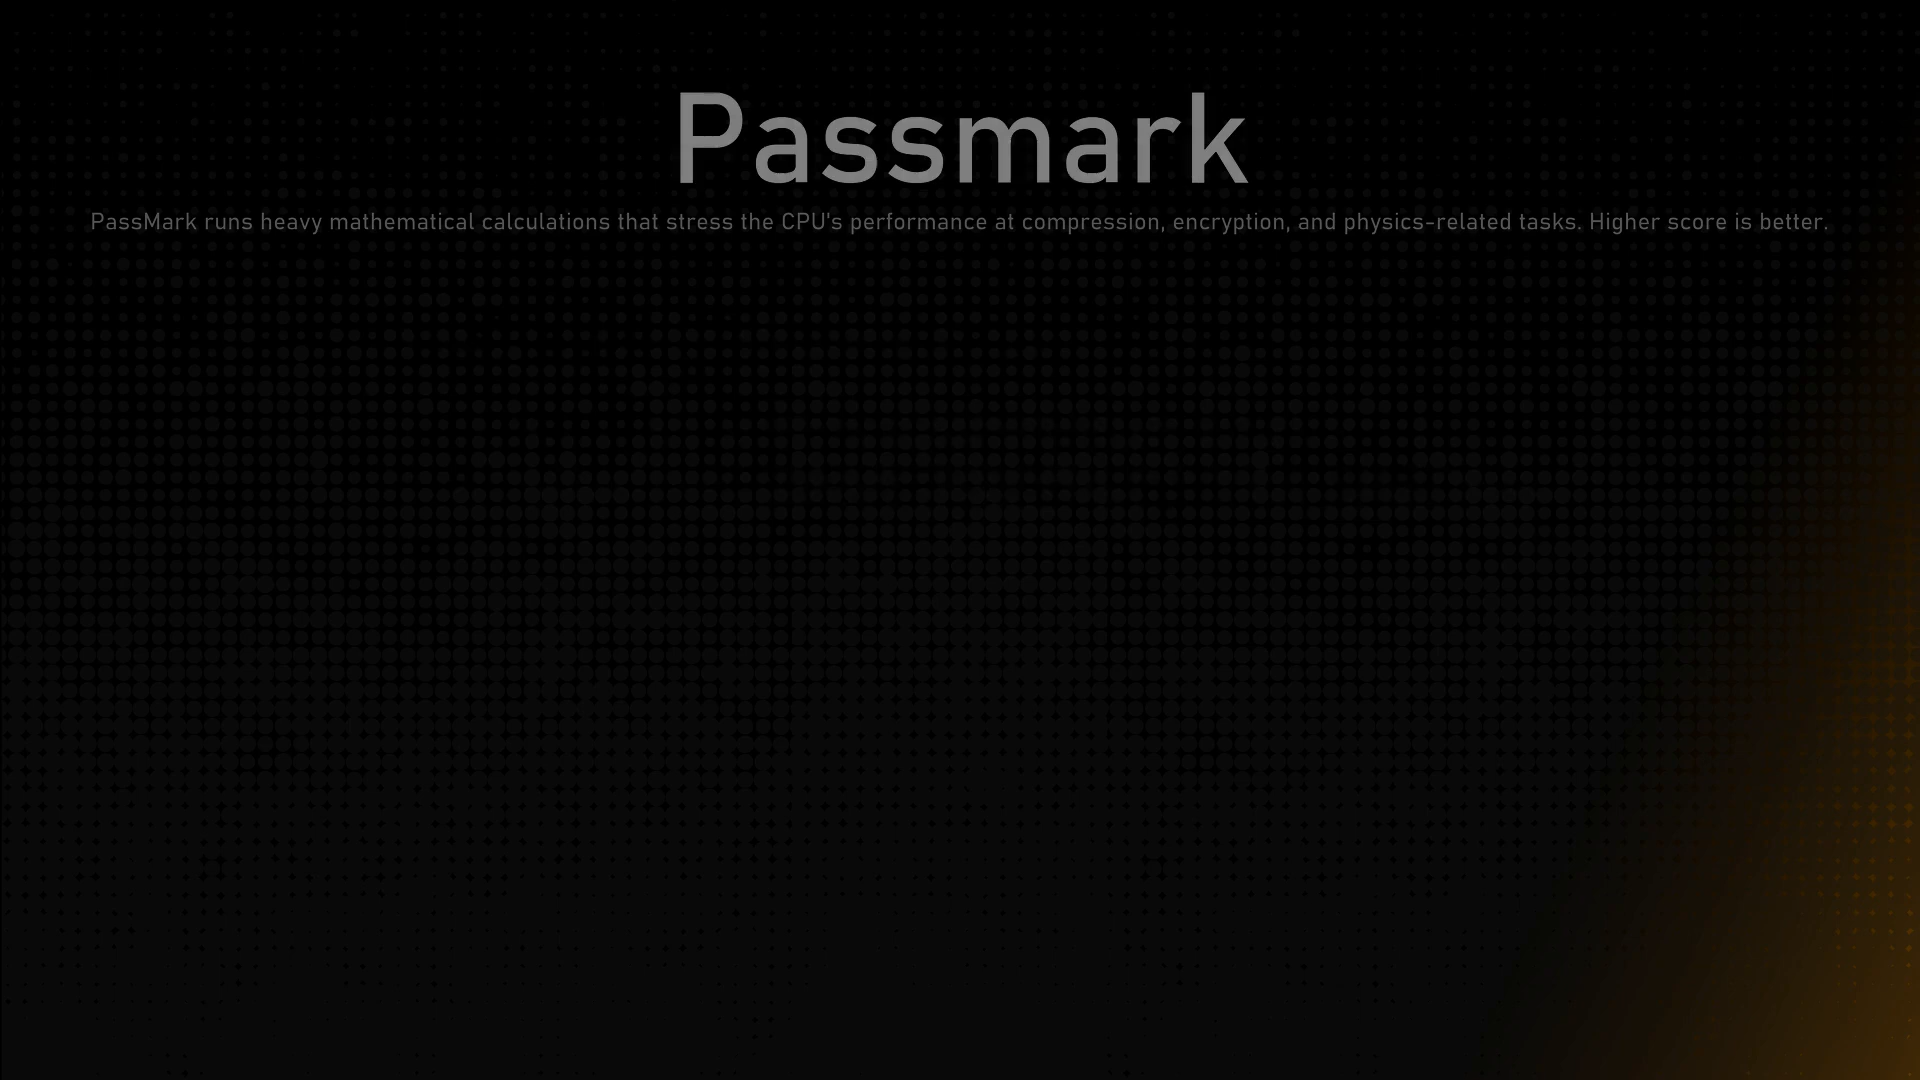 Passmark
PassMark runs heavy mathematical calculations that stress the CPU's performance at compression, encryption, and physics-related tasks. Higher score is better.